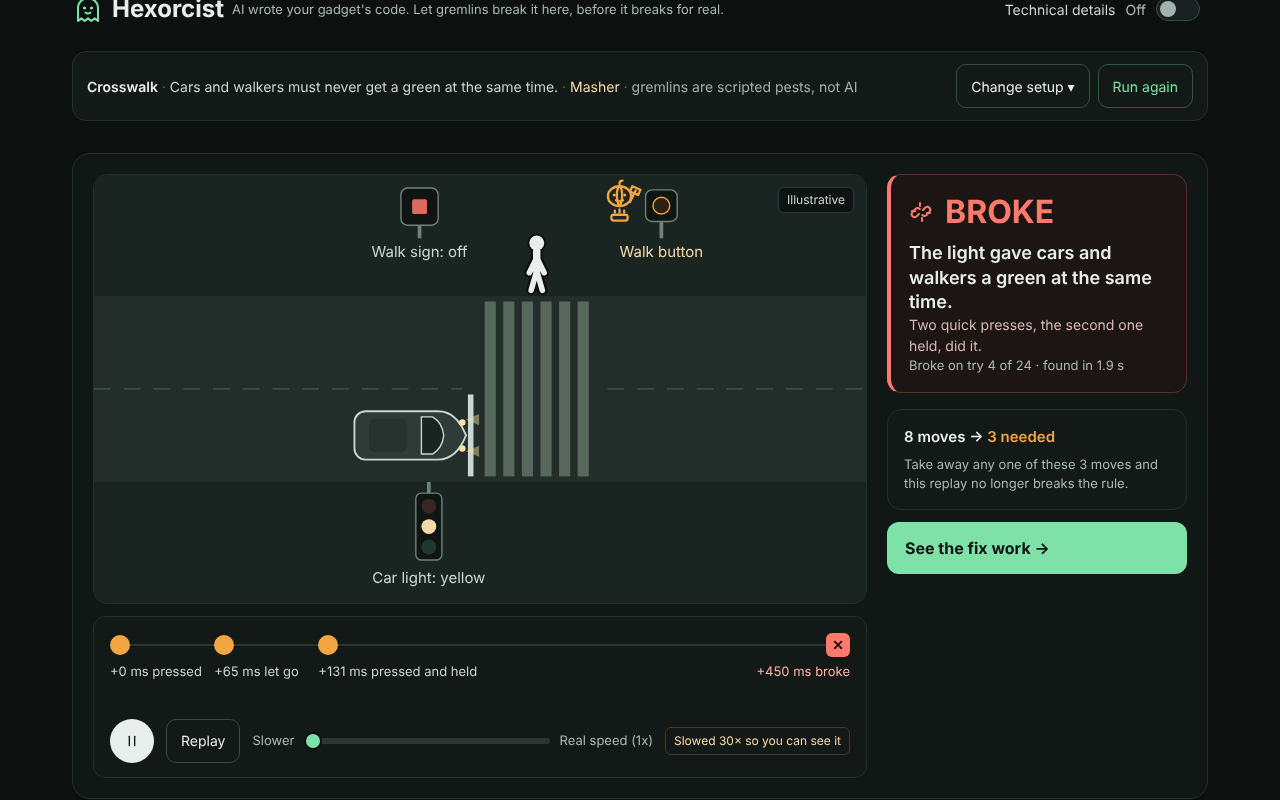 Hexorcist AI wrote your gadget's code. Let gremlins break it here, before it breaks for real.
Technical details Off
Crosswalk · Cars and walkers must never get a green at the same time. · Masher · gremlins are scripted pests, not AI
Change setup ▾
Run again
Illustrative
Walk sign: off
Walk button
Car light: yellow
BROKE
The light gave cars and
walkers a green at the same
time.
Two quick presses, the second one
held, did it.
Broke on try 4 of 24 · found in 1.9 s
8 moves → 3 needed
Take away any one of these 3 moves and
this replay no longer breaks the rule.
See the fix work →
+0 ms pressed
+65 ms let go
+131 ms pressed and held
+450 ms broke
Replay
Slower
Real speed (1x)
Slowed 30× so you can see it